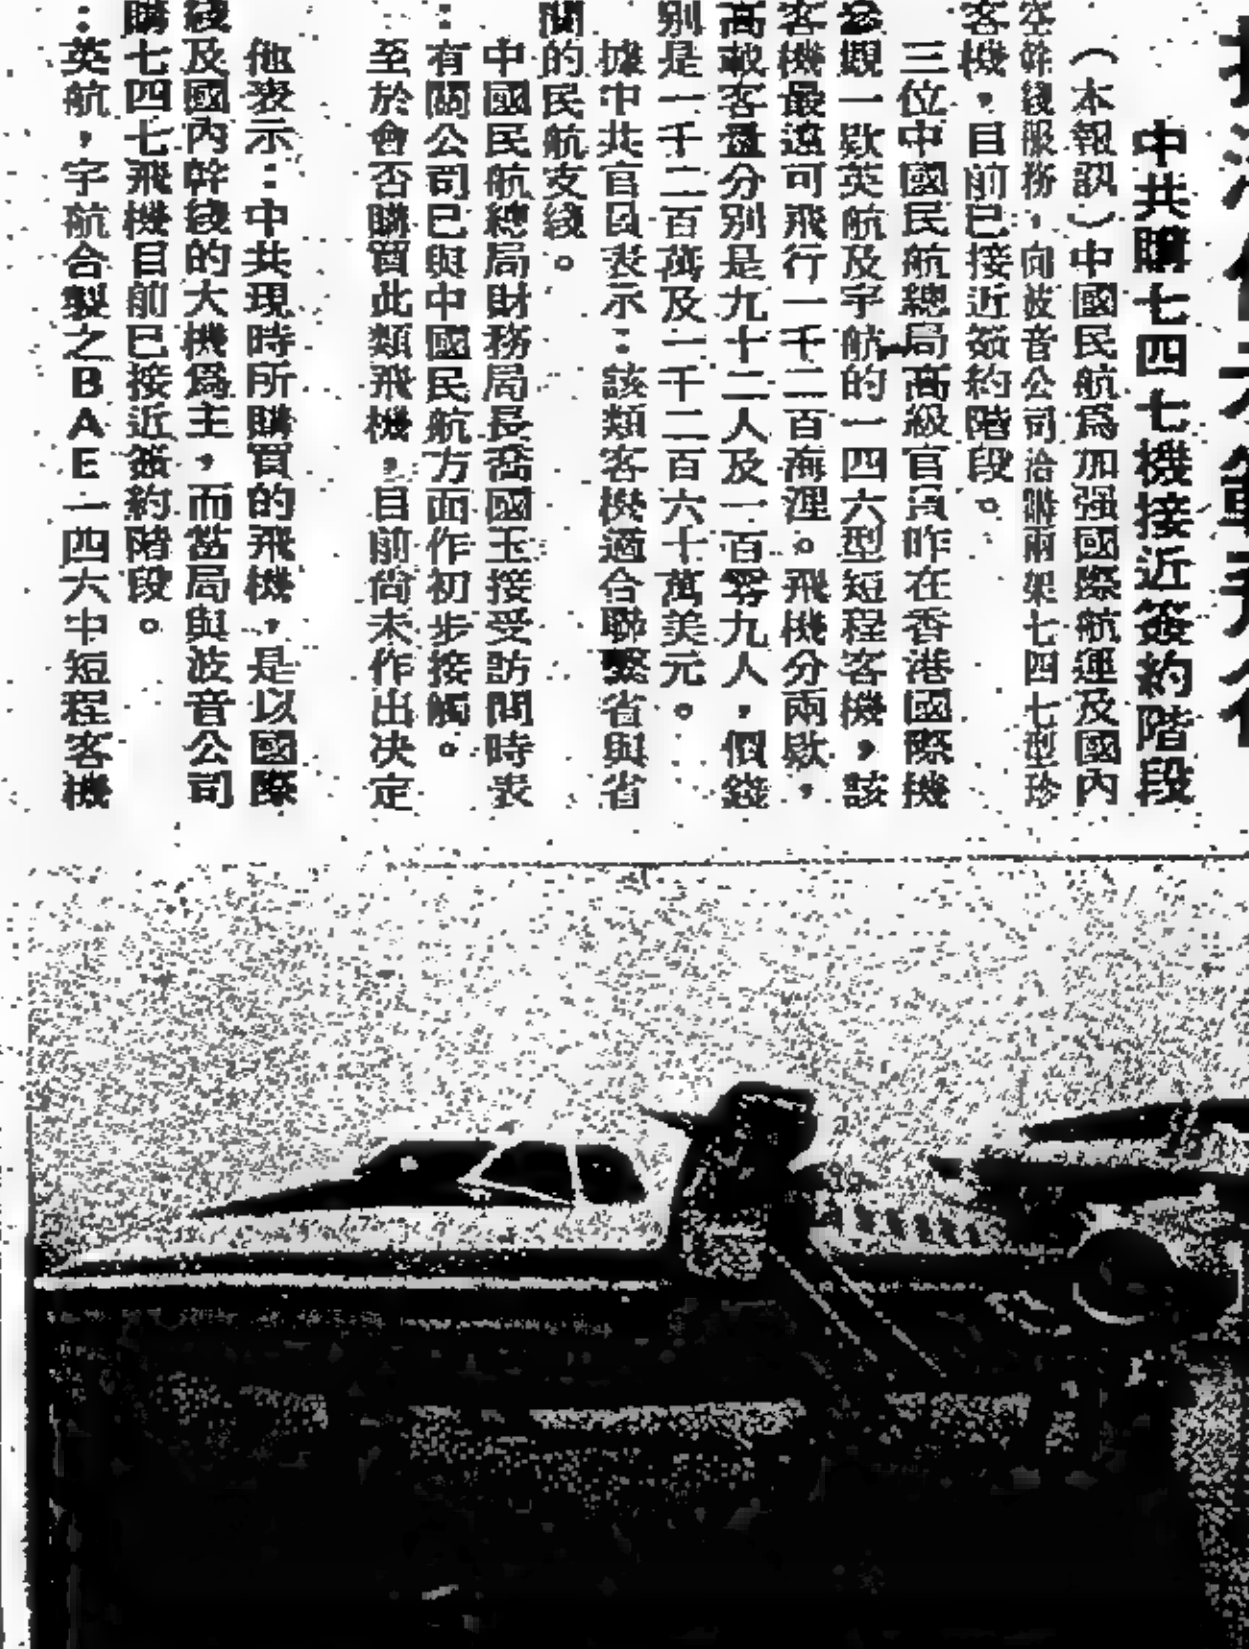 中共購七四七機接近簽約階段
（本報訊）中國民航爲加强國際航運及國內
空幹綫服務，向波音公司洽購兩架七四七型珍
客機，目前已接近簽約階段。
三位中國民航總局高級官員昨在香港國際機
參觀一欵英航及宇航的一四六型短程客機，該
客機最遠可飛行一千二百海浬。飛機分兩欵，
高載客量分別是九十二人及一百零九人，價錢
別是一千二百萬及一千二百六十萬美元。
據中共官員表示：該類客機適合聯繫省與省
間的民航支綫。
中國民航總局財務局長喬國玉接受訪問時表
：有關公司已與中國民航方面作初步接觸。
至於會否購買此類飛機，目前尚未作出决定
他表示：中共現時所購買的飛機，是以國際
綫及國內幹綫的大機爲主，而當局與波音公司
購七四七飛機目前已接近簽約階段。
：英航，宇航合製之BAE一四六中短程客機